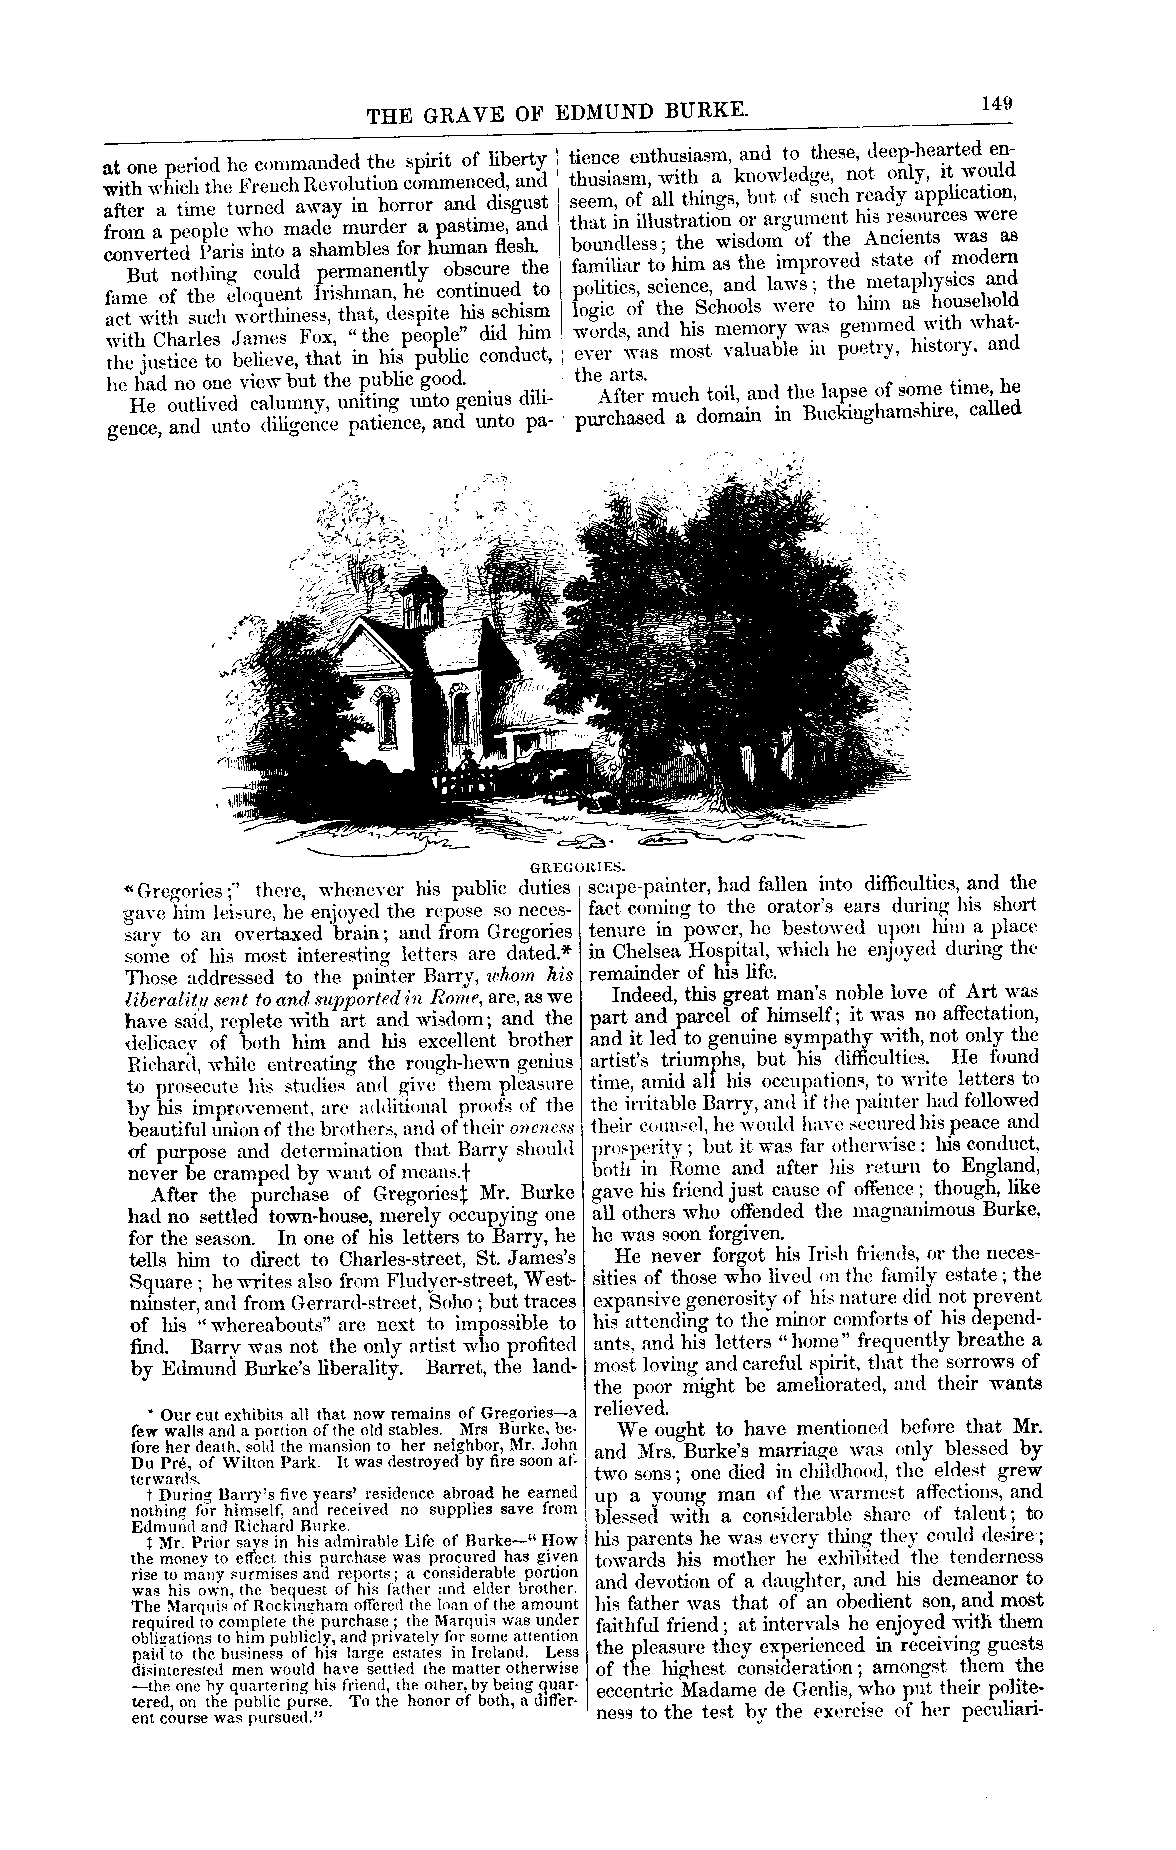 THE GRAVE OF EDMUND BURKE.
149
at one period he commanded the spirit of liberty
with which the French Revolution commenced, and
after a time turned away in horror and disgust
from a people who made murder a pastime, and
converted Paris into a shambles for human flesh.
But nothing could permanently obscure the
fame of the eloquent Irishman, he continued to
act with such worthiness, that, despite his schism
with Charles James Fox, "the people" did him
the justice to believe, that in his public conduct,
he had no one view but the public good.
He outlived calumny, uniting unto genius dili-
gence, and unto diligence patience, and unto pa-
tience enthusiasm, and to these, deep-hearted en-
thusiasm, with a knowledge, not only, it would
seem, of all things, but of such ready application,
that in illustration or argument his resources were
boundless; the wisdom of the Ancients was as
familiar to him as the improved state of modern
politics, science, and laws; the metaphysics and
logic of the Schools were to him as household
words, and his memory was gemmed with what-
ever was most valuable in poetry, history, and
the arts.
After much toil, and the lapse of some time, he
purchased a domain in Buckinghamshire, called
GREGORIES.
"Gregories;" there, whenever his public duties
gave him leisure, he enjoyed the repose so neces-
sary to an overtaxed brain; and from Gregories
some of his most interesting letters are dated.*
Those addressed to the painter Barry, whom his
liberality sent to and supported in Rome, are, as we
have said, replete with art and wisdom; and the
delicacy of both him and his excellent brother
Richard, while entreating the rough-hewn genius
to prosecute his studies and give them pleasure
by his improvement, are additional proofs of the
beautiful union of the brothers, and of their oneness
of purpose and determination that Barry should
never be cramped by want of means.†
After the purchase of Gregories‡ Mr. Burke
had no settled town-house, merely occupying one
for the season. In one of his letters to Barry, he
tells him to direct to Charles-street, St. James's
Square; he writes also from Fludyer-street, West-
minster, and from Gerrard-street, Soho; but traces
of his "whereabouts" are next to impossible to
find. Barry was not the only artist who profited
by Edmund Burke's liberality. Barret, the land-
* Our cut exhibits all that now remains of Gregories—a
few walls and a portion of the old stables. Mrs Burke, be-
fore her death, sold the mansion to her neighbor, Mr. John
Du Pré, of Wilton Park. It was destroyed by fire soon af-
terwards.
† During Barry's five years' residence abroad he earned
nothing for himself, and received no supplies save from
Edmund and Richard Burke.
‡ Mr. Prior says in his admirable Life of Burke—"How
the money to effect this purchase was procured has given
rise to many surmises and reports; a considerable portion
was his own, the bequest of his father and elder brother.
The Marquis of Rockingham offered the loan of the amount
required to complete the purchase; the Marquis was under
obligations to him publicly, and privately for some attention
paid to the business of his large estates in Ireland. Less
disinterested men would have settled the matter otherwise
—the one by quartering his friend, the other, by being quar-
tered, on the public purse. To the honor of both, a differ-
ent course was pursued."
scape-painter, had fallen into difficulties, and the
fact coming to the orator's ears during his short
tenure in power, he bestowed upon him a place
in Chelsea Hospital, which he enjoyed during the
remainder of his life.
Indeed, this great man's noble love of Art was
part and parcel of himself; it was no affectation,
and it led to genuine sympathy with, not only the
artist's triumphs, but his difficulties. He found
time, amid all his occupations, to write letters to
the irritable Barry, and if the painter had followed
their counsel, he would have secured his peace and
prosperity; but it was far otherwise: his conduct,
both in Rome and after his return to England,
gave his friend just cause of offence; though, like
all others who offended the magnanimous Burke,
he was soon forgiven.
He never forgot his Irish friends, or the neces-
sities of those who lived on the family estate; the
expansive generosity of his nature did not prevent
his attending to the minor comforts of his depend-
ants, and his letters "home" frequently breathe a
most loving and careful spirit, that the sorrows of
the poor might be ameliorated, and their wants
relieved.
We ought to have mentioned before that Mr.
and Mrs. Burke's marriage was only blessed by
two sons; one died in childhood, the eldest grew
up a young man of the warmest affections, and
blessed with a considerable share of talent; to
his parents he was every thing they could desire;
towards his mother he exhibited the tenderness
and devotion of a daughter, and his demeanor to
his father was that of an obedient son, and most
faithful friend; at intervals he enjoyed with them
the pleasure they experienced in receiving guests
of the highest consideration; amongst them the
eccentric Madame de Genlis, who put their polite-
ness to the test by the exercise of her peculiari-